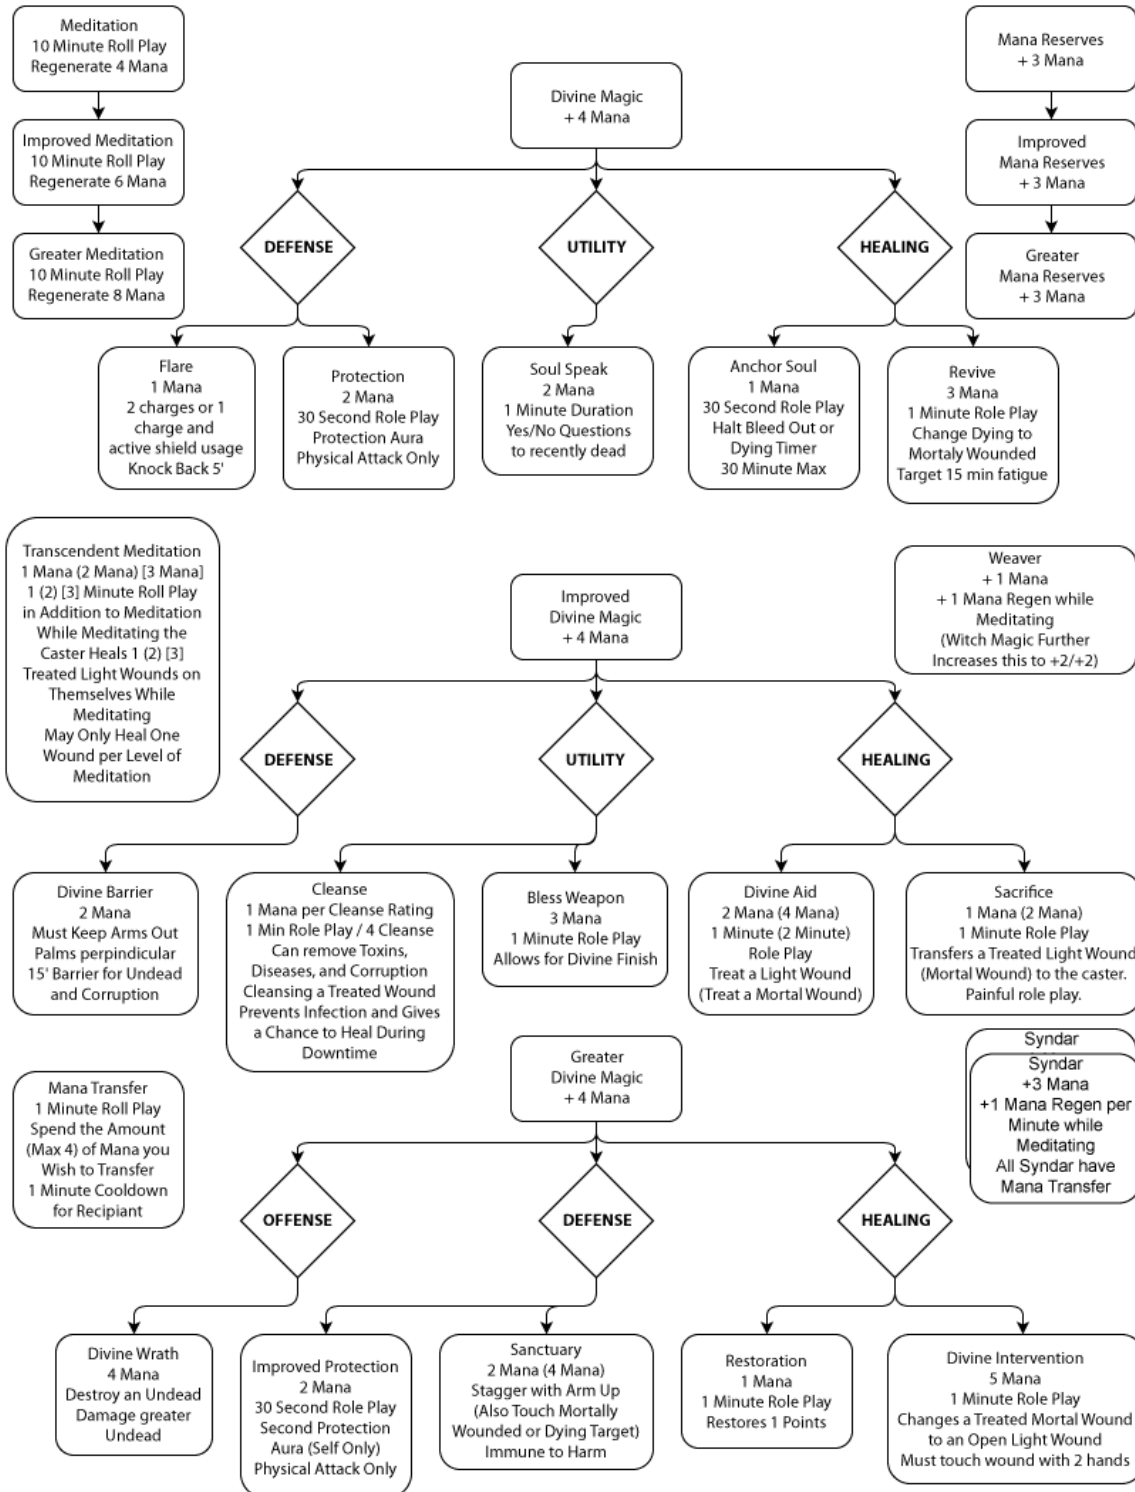 Meditation
10 Minute Roll Play
Regenerate 4 Mana
Improved Meditation
10 Minute Roll Play
Regenerate 6 Mana
Greater Meditation
10 Minute Roll Play
Regenerate 8 Mana
Divine Magic
+ 4 Mana
Mana Reserves
+ 3 Mana
Improved
Mana Reserves
+ 3 Mana
Greater
Mana Reserves
+ 3 Mana
DEFENSE
UTILITY
HEALING
Flare
1 Mana
2 charges or 1
charge and
active shield usage
Knock Back 5'
Protection
2 Mana
30 Second Role Play
Protection Aura
Physical Attack Only
Soul Speak
2 Mana
1 Minute Duration
Yes/No Questions
to recently dead
Anchor Soul
1 Mana
30 Second Role Play
Halt Bleed Out or
Dying Timer
30 Minute Max
Revive
3 Mana
1 Minute Role Play
Change Dying to
Mortaly Wounded
Target 15 min fatigue
Transcendent Meditation
1 Mana (2 Mana) [3 Mana]
1 (2) [3] Minute Roll Play
in Addition to Meditation
While Meditating the
Caster Heals 1 (2) [3]
Treated Light Wounds on
Themselves While
Meditating
May Only Heal One
Wound per Level of
Meditation
Improved
Divine Magic
+ 4 Mana
Weaver
+ 1 Mana
+ 1 Mana Regen while
Meditating
(Witch Magic Further
Increases this to +2/+2)
DEFENSE
UTILITY
HEALING
Divine Barrier
2 Mana
Must Keep Arms Out
Palms perpindicular
15' Barrier for Undead
and Corruption
Cleanse
1 Mana per Cleanse Rating
1 Min Role Play / 4 Cleanse
Can remove Toxins,
Diseases, and Corruption
Cleansing a Treated Wound
Prevents Infection and Gives
a Chance to Heal During
Downtime
Bless Weapon
3 Mana
1 Minute Role Play
Allows for Divine Finish
Divine Aid
2 Mana (4 Mana)
1 Minute (2 Minute)
Role Play
Treat a Light Wound
(Treat a Mortal Wound)
Sacrifice
1 Mana (2 Mana)
1 Minute Role Play
Transfers a Treated Light Wound
(Mortal Wound) to the caster.
Painful role play.
Mana Transfer
1 Minute Roll Play
Spend the Amount
(Max 4) of Mana you
Wish to Transfer
1 Minute Cooldown
for Recipiant
Greater
Divine Magic
+ 4 Mana
Syndar
Syndar
+3 Mana
+1 Mana Regen per
Minute while
Meditating
All Syndar have
Mana Transfer
OFFENSE
DEFENSE
HEALING
Divine Wrath
4 Mana
Destroy an Undead
Damage greater
Undead
Improved Protection
2 Mana
30 Second Role Play
Second Protection
Aura (Self Only)
Physical Attack Only
Sanctuary
2 Mana (4 Mana)
Stagger with Arm Up
(Also Touch Mortally
Wounded or Dying Target)
Immune to Harm
Restoration
1 Mana
1 Minute Role Play
Restores 1 Points
Divine Intervention
5 Mana
1 Minute Role Play
Changes a Treated Mortal Wound
to an Open Light Wound
Must touch wound with 2 hands